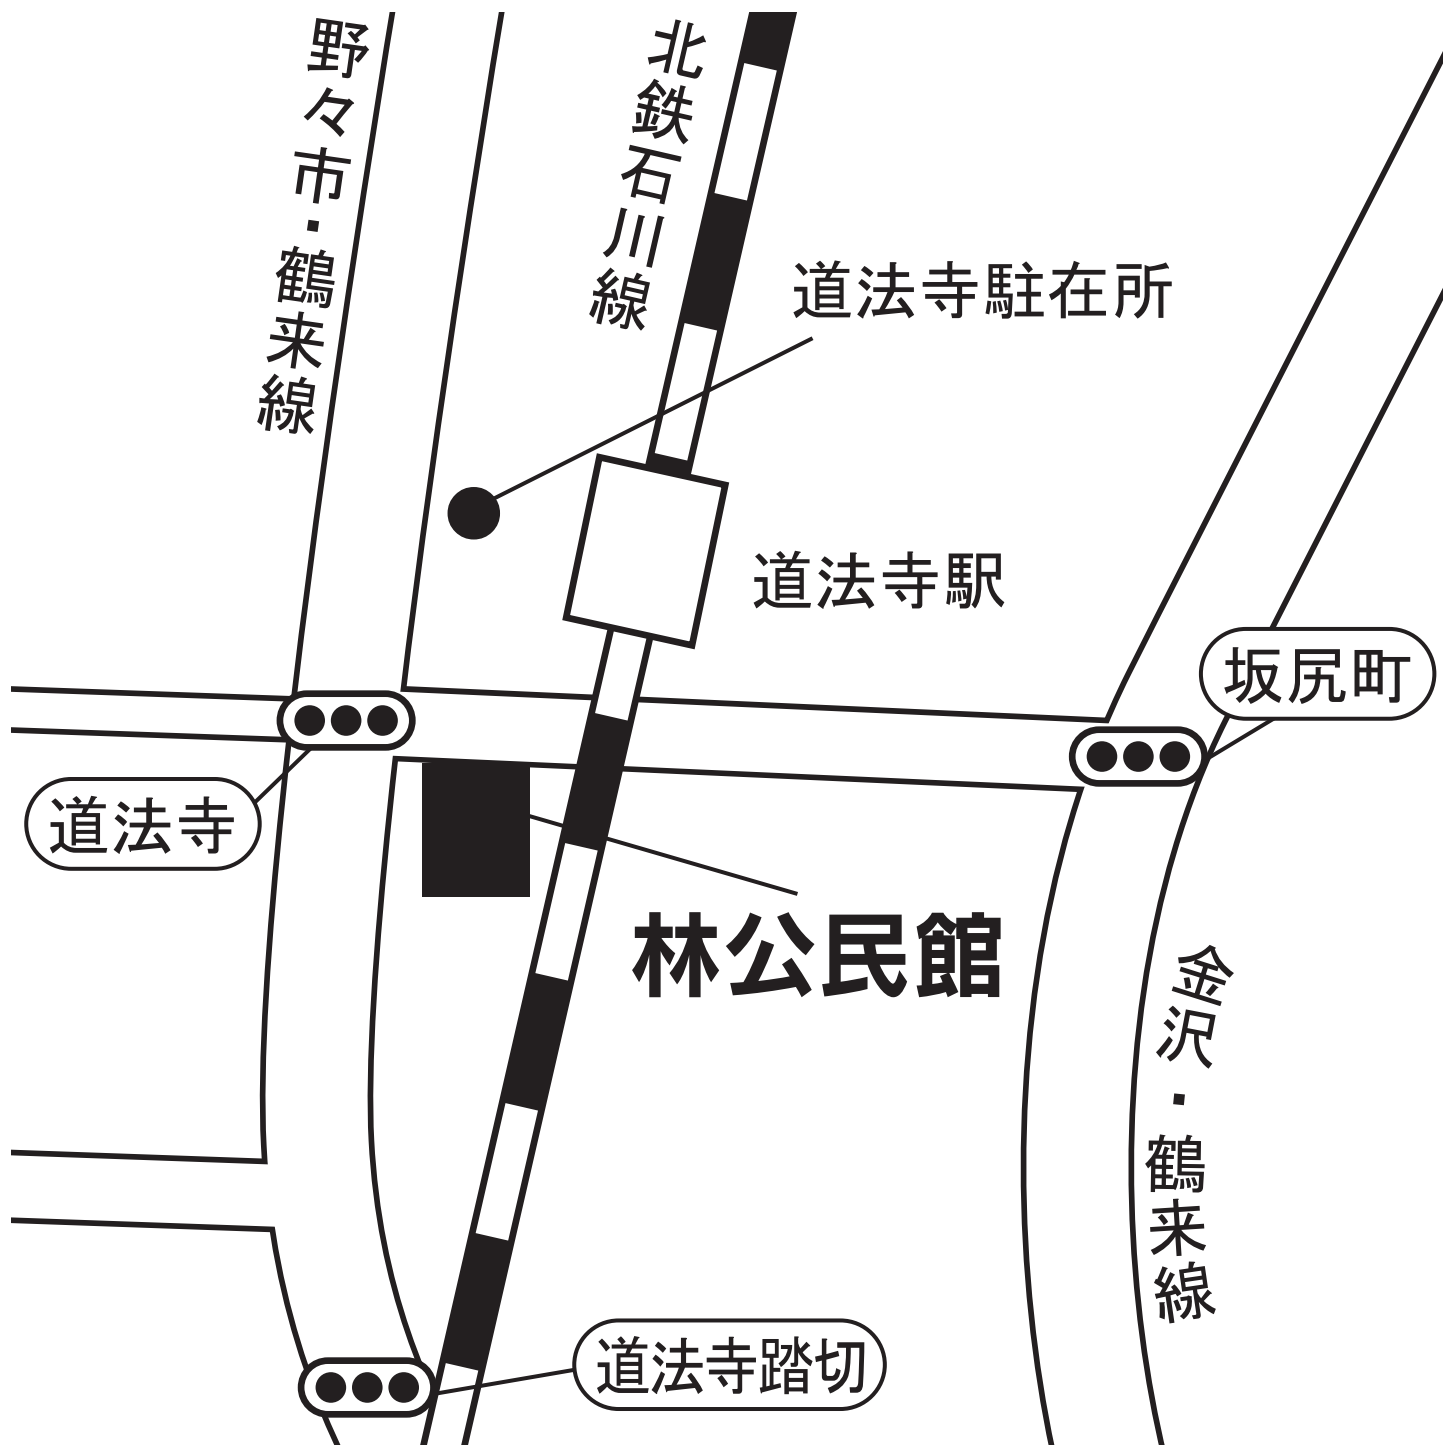 野々市・鶴来線
北鉄石川線
道法寺駐在所
道法寺駅
坂尻町
道法寺
林公民館
金沢・鶴来線
道法寺踏切